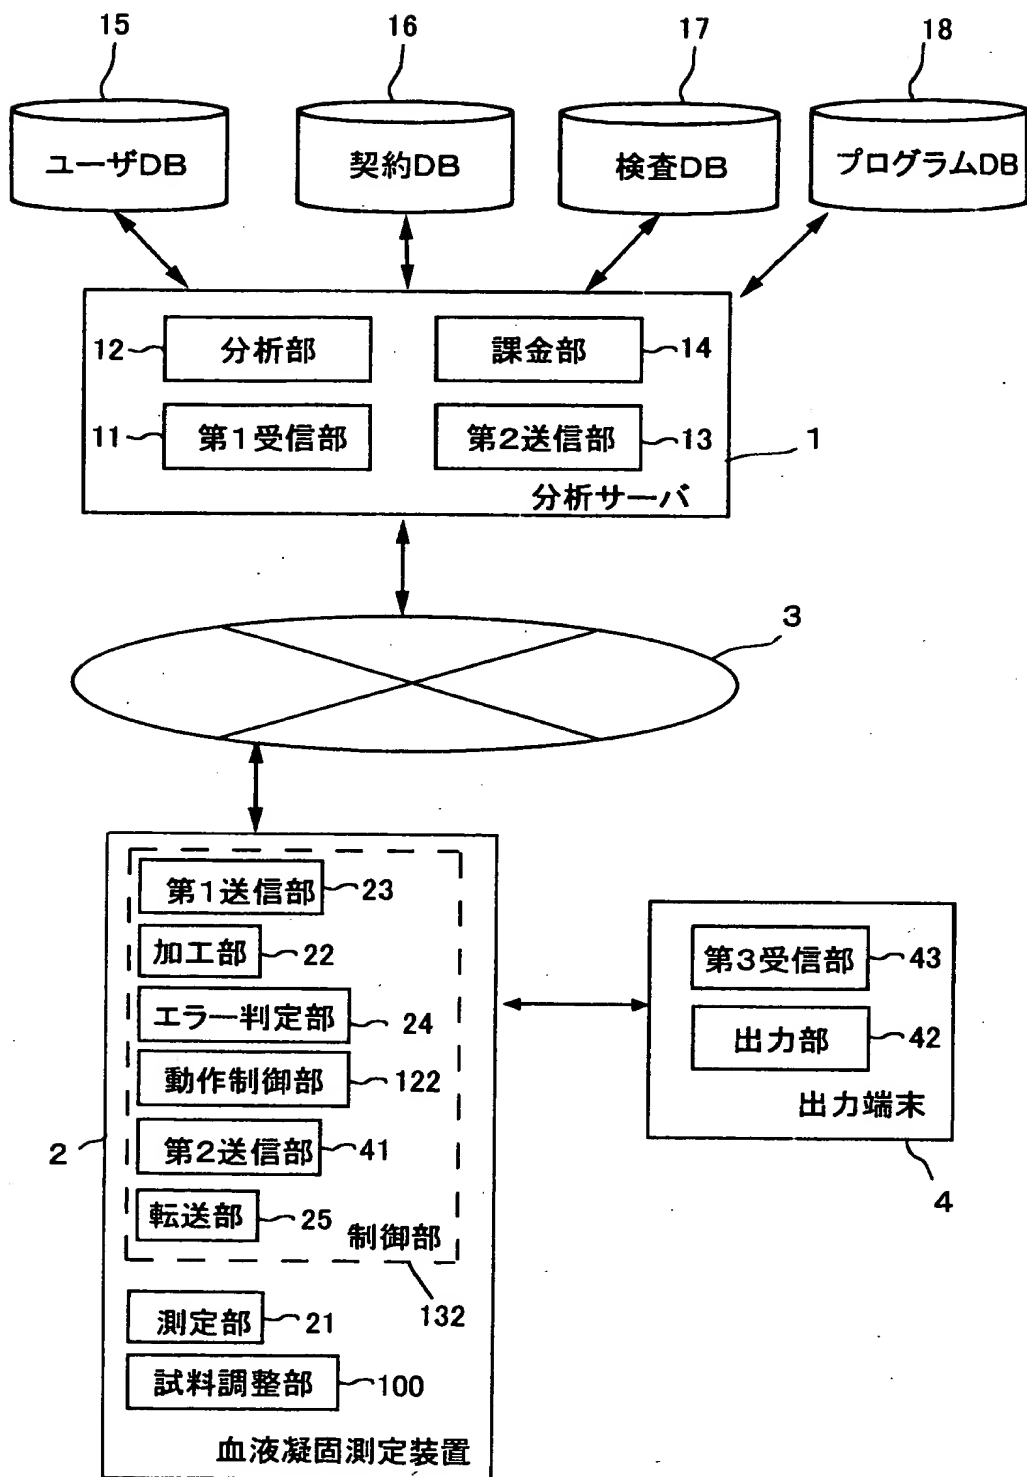 15 16 17 18
ユーザDB 契約DB 検査DB プログラムDB
12 分析部 課金部 14
11 第1受信部 第2送信部 13
1
分析サーバ
3
第1送信部 23
加工部 22
エラー判定部 24
動作制御部 122
第2送信部 41
転送部 25
制御部
132
2
測定部 21
試料調整部 100
血液凝固測定装置
第3受信部 43
出力部 42
出力端末
4